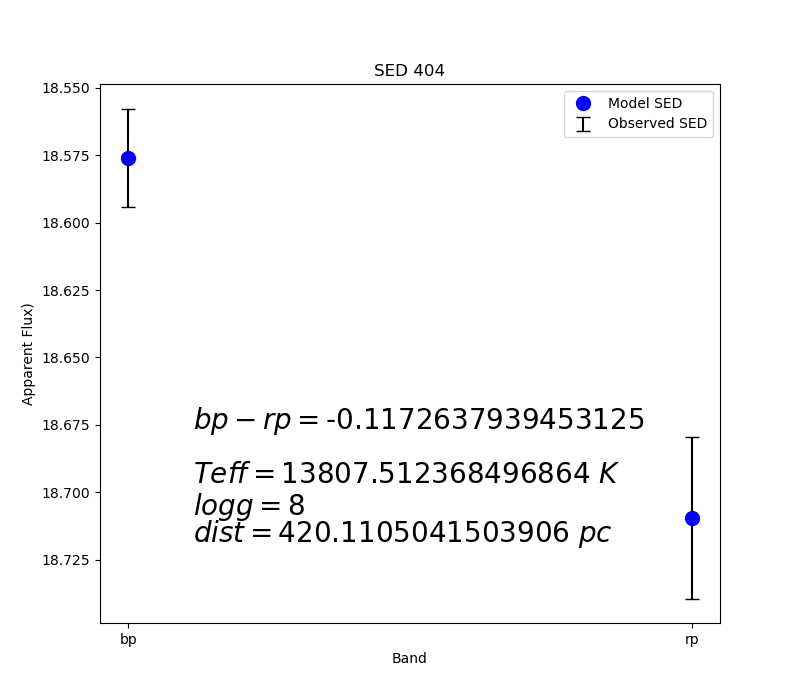 SED 404
Model SED
Observed SED
18.550
18.575
18.600
18.625
18.650
18.675
18.700
18.725
Apparent Flux)
bp − rp = -0.1172637939453125
Teff = 13807.512368496864 K
logg = 8
dist = 420.1105041503906 pc
bp
rp
Band